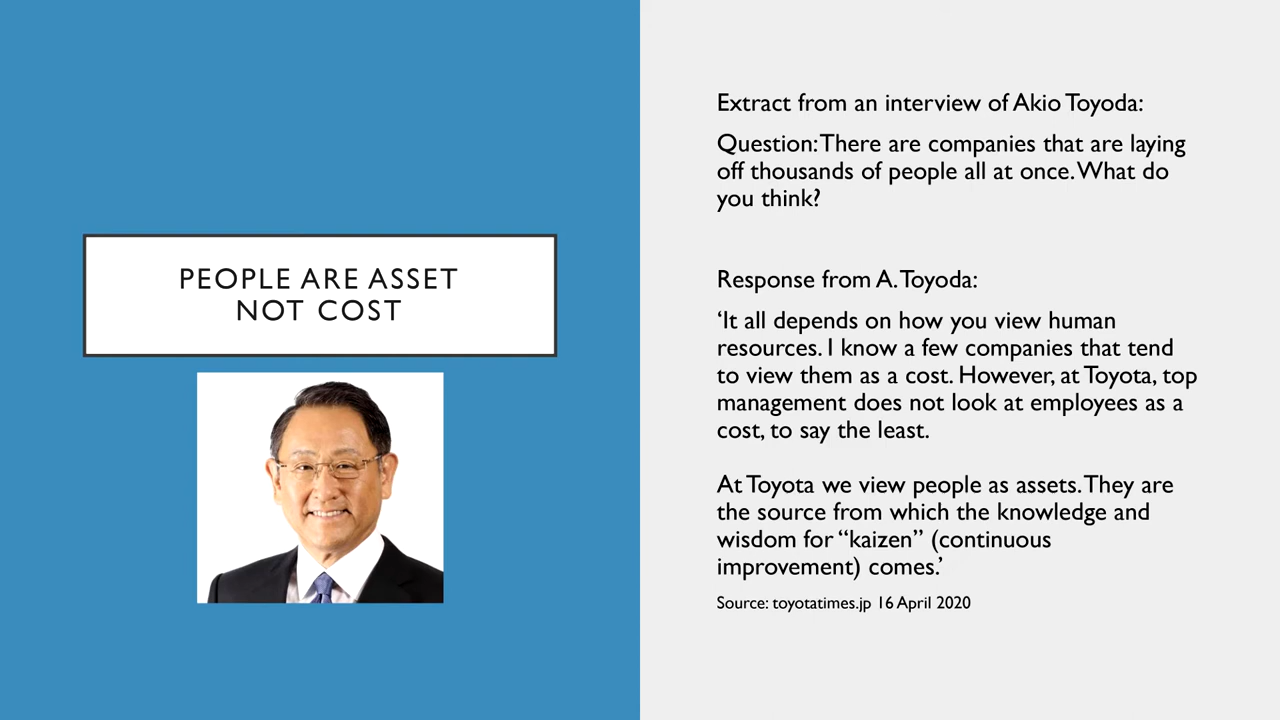 PEOPLE ARE ASSET
NOT COST
Extract from an interview of Akio Toyoda:
Question: There are companies that are laying
off thousands of people all at once. What do
you think?
Response from A. Toyoda:
‘It all depends on how you view human
resources. I know a few companies that tend
to view them as a cost. However, at Toyota, top
management does not look at employees as a
cost, to say the least.
At Toyota we view people as assets. They are
the source from which the knowledge and
wisdom for “kaizen” (continuous
improvement) comes.’
Source: toyotatimes.jp 16 April 2020